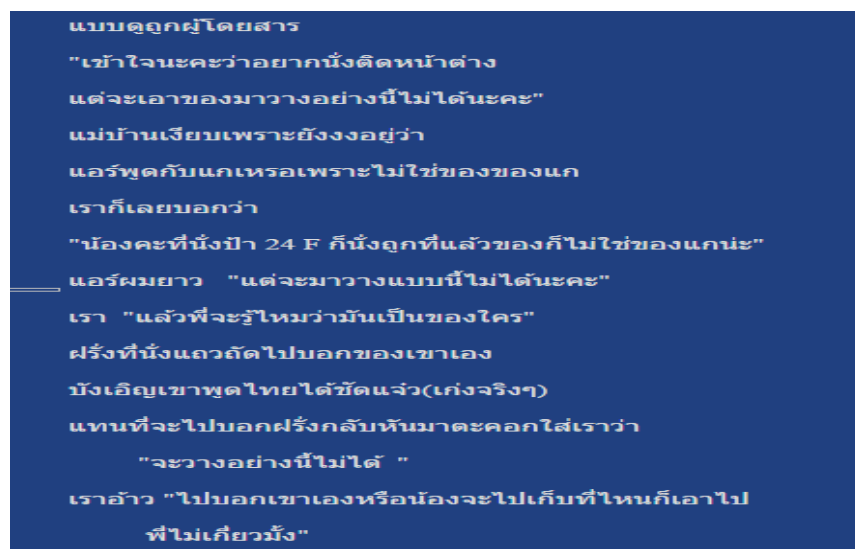 แบบดูถูกผู้โดยสาร
"เข้าใจนะคะว่าอยากนั่งติดหน้าต่าง
แต่จะเอาของมาวางอย่างนี้ไม่ได้นะคะ"
แม่บ้านเงียบเพราะยังงงอยู่ว่า
แอร์พูดกับแกเหรอเพราะไม่ใช่ของของแก
เราก็เลยบอกว่า
"น้องคะที่นั่งป้า 24 F ก็นั่งถูกที่แล้วของก็ไม่ใช่ของแกน่ะ"
แอร์ผมยาว "แต่จะมาวางแบบนี้ไม่ได้นะคะ"
เรา "แล้วพี่จะรู้ไหมว่ามันเป็นของใคร"
ฝรั่งที่นั่งแถวถัดไปบอกของเขาเอง
บังเอิญเขาพูดไทยได้ชัดแจ๋ว(เก่งจริงๆ)
แทนที่จะไปบอกฝรั่งกลับหันมาตะคอกใส่เราว่า
"จะวางอย่างนี้ไม่ได้ "
เราอ้าว "ไปบอกเขาเองหรือน้องจะไปเก็บที่ไหนก็เอาไป
พี่ไม่เกี่ยวมั้ง"